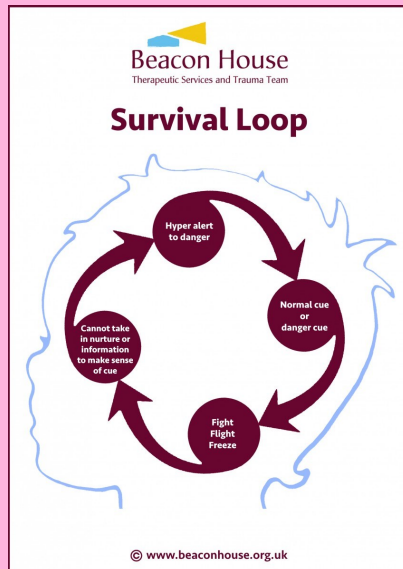 Beacon House
Therapeutic Services and Trauma Team
Survival Loop
Hyper alert
to danger
Normal cue
or
danger cue
Fight
Flight
Freeze
Cannot take
in nurture or
information
to make sense
of cue
© www.beaconhouse.org.uk